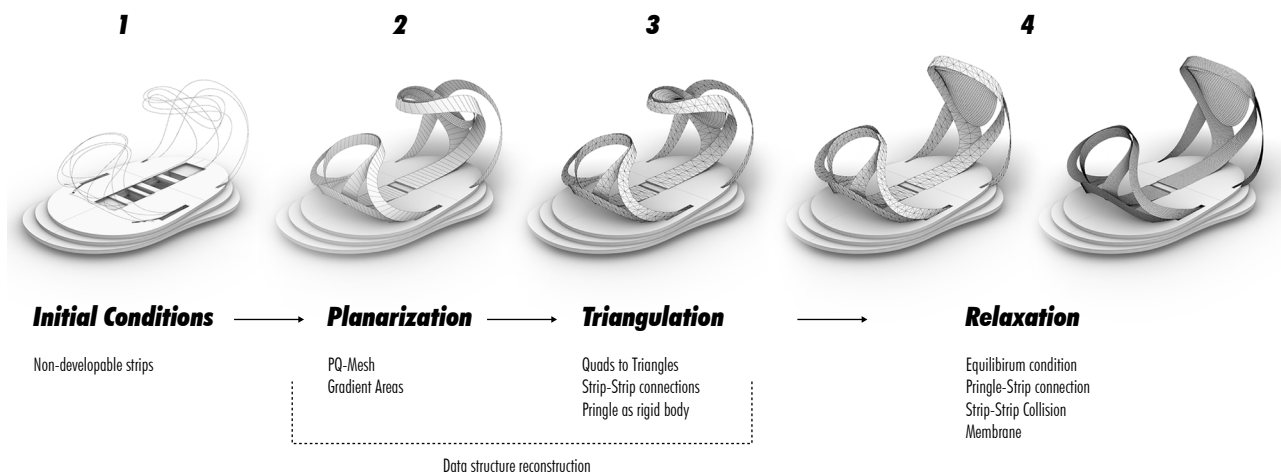 1
2
3
4
Initial Conditions
Planarization
Triangulation
Relaxation
Non-developable strips
PQ-Mesh
Gradient Areas
Quads to Triangles
Strip-Strip connections
Pringle as rigid body
Equilibirum condition
Pringle-Strip connection
Strip-Strip Collision
Membrane
Data structure reconstruction